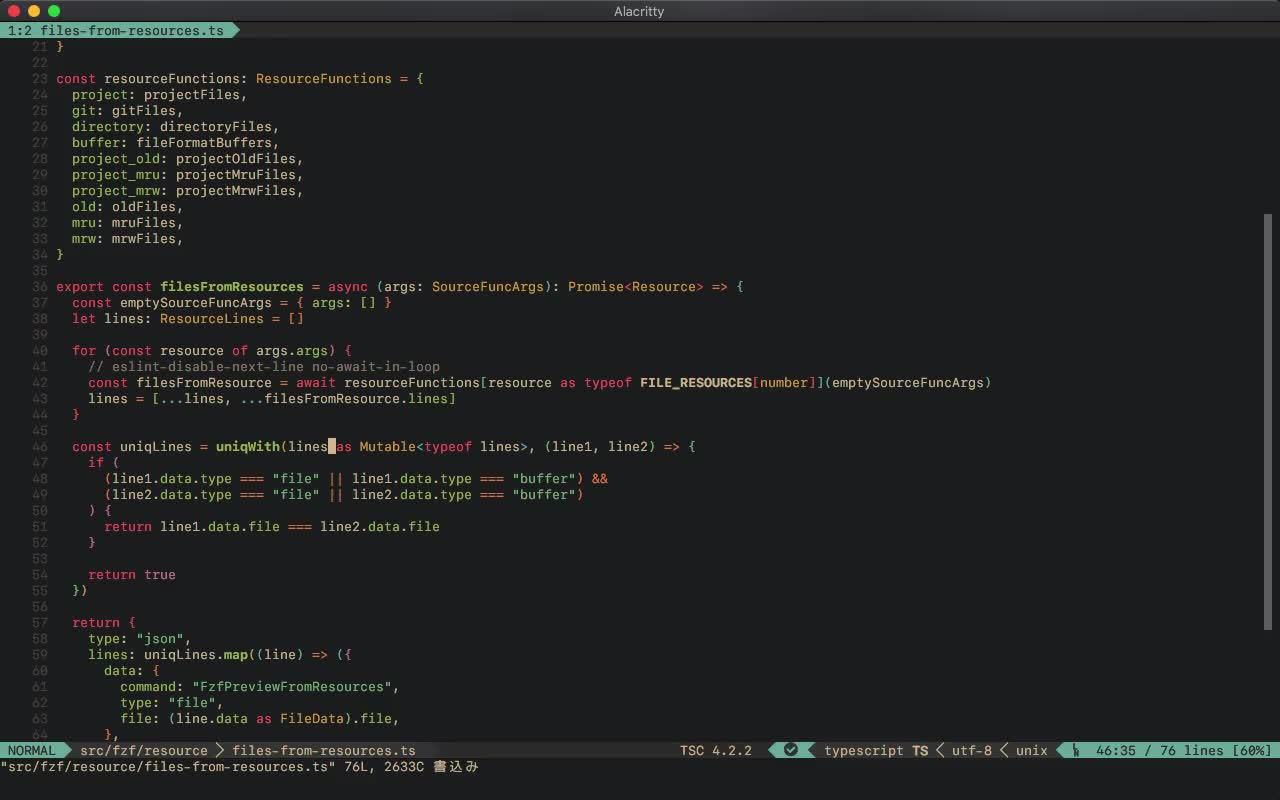 Alacritty
1:2 files-from-resources.ts
21 }
22
23 const resourceFunctions: ResourceFunctions = {
24   project: projectFiles,
25   git: gitFiles,
26   directory: directoryFiles,
27   buffer: fileFormatBuffers,
28   project_old: projectOldFiles,
29   project_mru: projectMruFiles,
30   project_mrw: projectMrwFiles,
31   old: oldFiles,
32   mru: mruFiles,
33   mrw: mrwFiles,
34 }
35
36 export const filesFromResources = async (args: SourceFuncArgs): Promise<Resource> => {
37   const emptySourceFuncArgs = { args: [] }
38   let lines: ResourceLines = []
39
40   for (const resource of args.args) {
41     // eslint-disable-next-line no-await-in-loop
42     const filesFromResource = await resourceFunctions[resource as typeof FILE_RESOURCES[number]](emptySourceFuncArgs)
43     lines = [...lines, ...filesFromResource.lines]
44   }
45
46   const uniqLines = uniqWith(lines as Mutable<typeof lines>, (line1, line2) => {
47     if (
48       (line1.data.type === "file" || line1.data.type === "buffer") &&
49       (line2.data.type === "file" || line2.data.type === "buffer")
50     ) {
51       return line1.data.file === line2.data.file
52     }
53
54     return true
55   })
56
57   return {
58     type: "json",
59     lines: uniqLines.map((line) => ({
60       data: {
61         command: "FzfPreviewFromResources",
62         type: "file",
63         file: (line.data as FileData).file,
64       },
NORMAL src/fzf/resource files-from-resources.ts TSC 4.2.2 typescript TS utf-8 unix 46:35 / 76 lines [60%]
"src/fzf/resource/files-from-resources.ts" 76L, 2633C 書込み